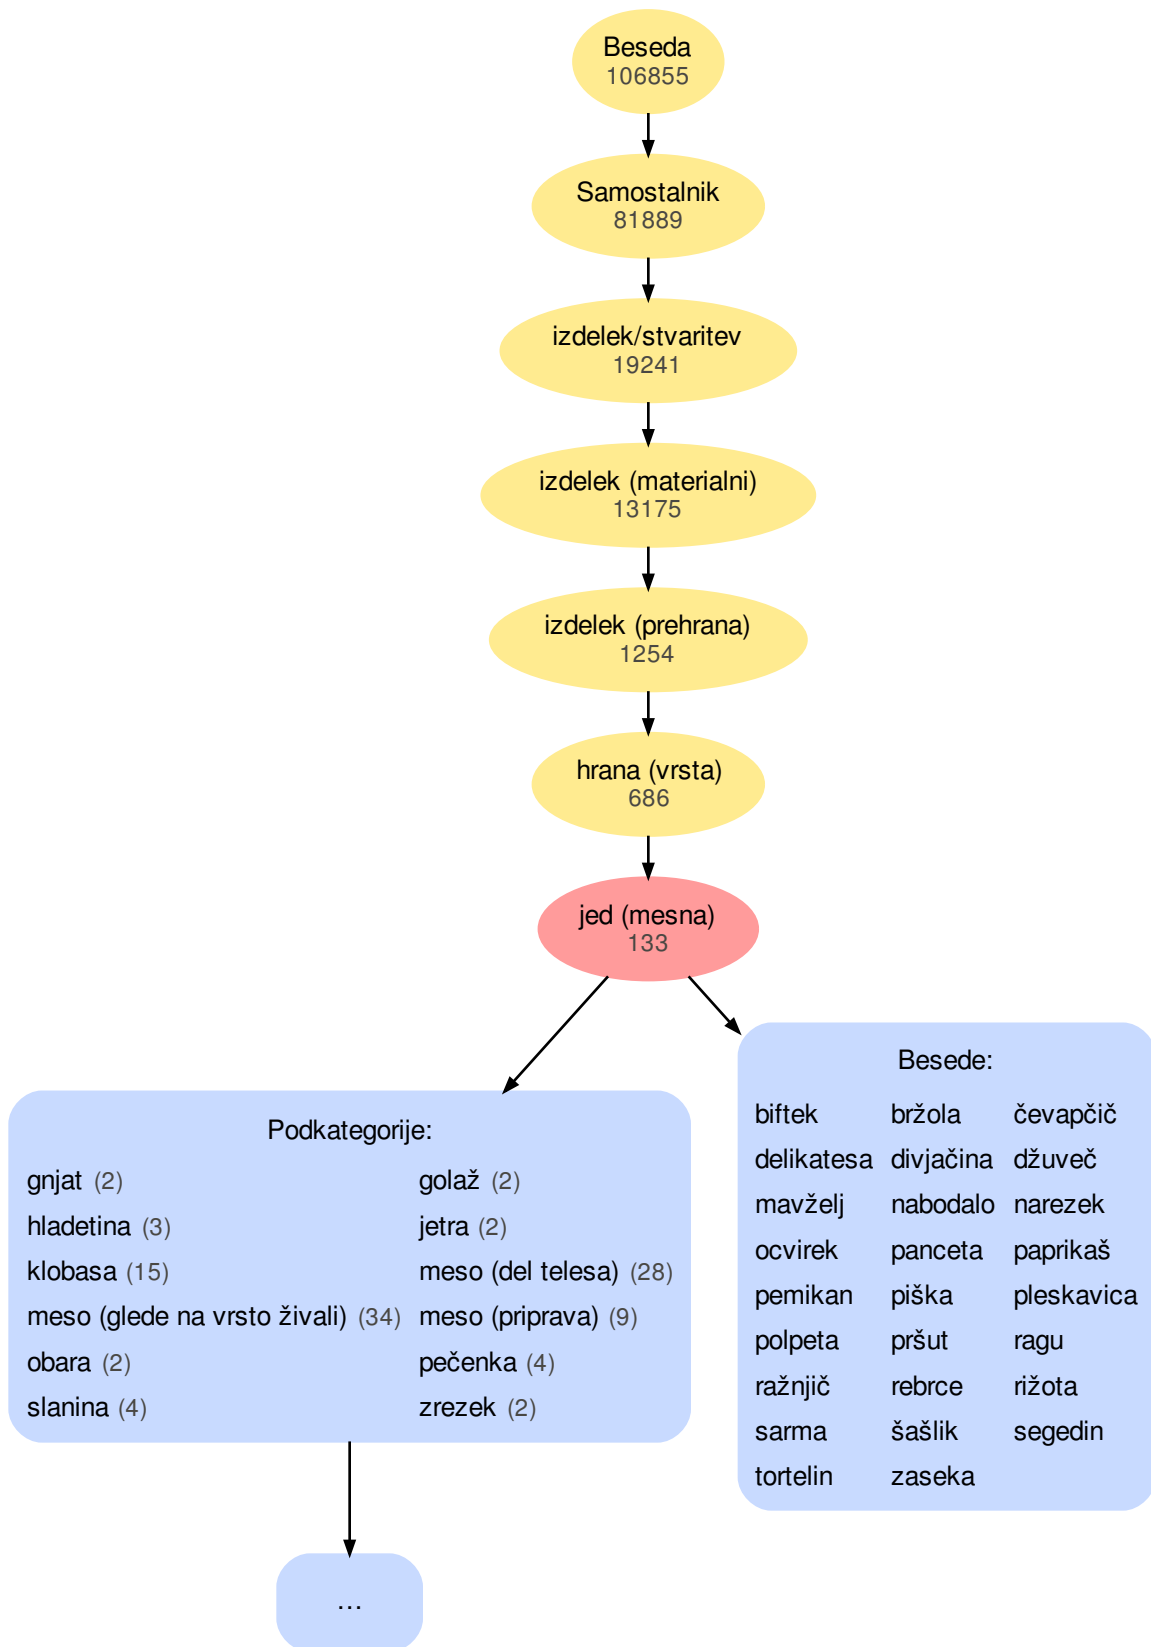 Beseda
106855
Samostalnik
81889
izdelek/stvaritev
19241
izdelek (materialni)
13175
izdelek (prehrana)
1254
hrana (vrsta)
686
jed (mesna)
133
Podkategorije:
gnjat (2) golaž (2)
hladetina (3) jetra (2)
klobasa (15) meso (del telesa) (28)
meso (glede na vrsto živali) (34) meso (priprava) (9)
obara (2) pečenka (4)
slanina (4) zrezek (2)
Besede:
biftek bržola čevapčič
delikatesa divjačina džuveč
mavželj nabodalo narezek
ocvirek panceta paprikaš
pemikan piška pleskavica
polpeta pršut ragu
ražnjič rebrce rižota
sarma šašlik segedin
tortelin zaseka
...